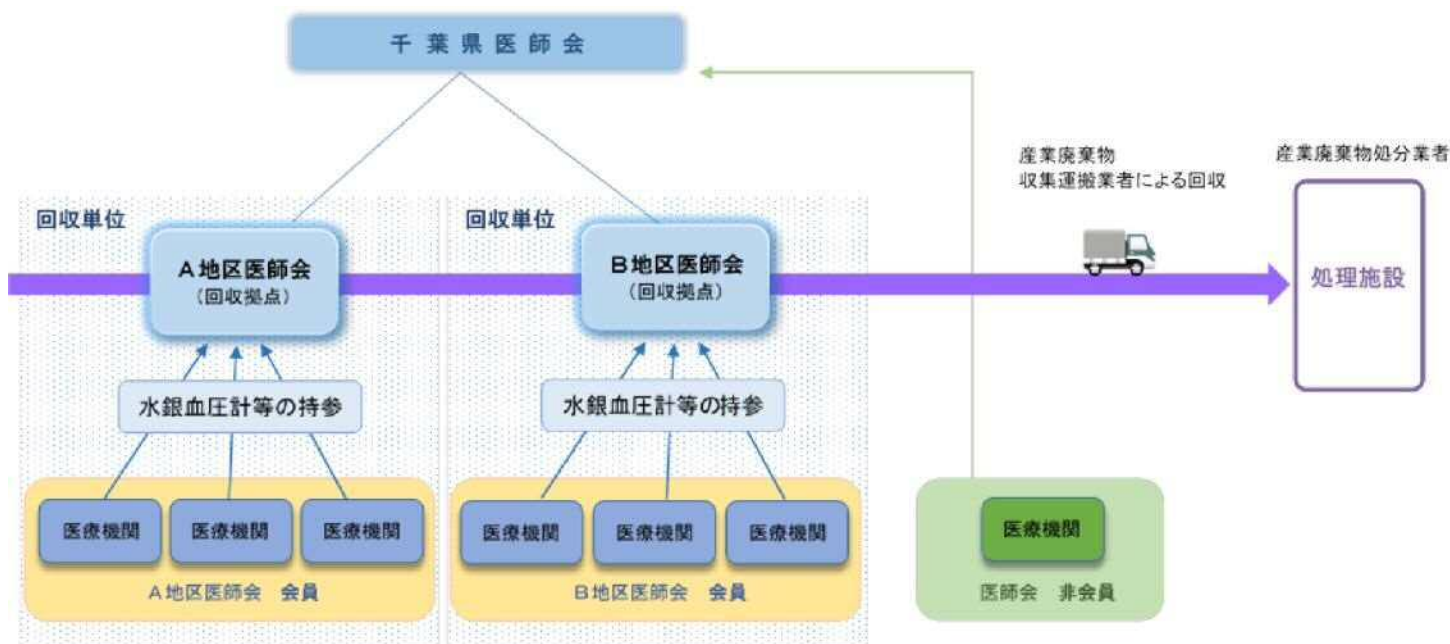 千葉県医師会
産業廃棄物
収集運搬業者による回収
産業廃棄物処分業者
回収単位
回収単位
A地区医師会
(回収拠点)
B地区医師会
(回収拠点)
処理施設
水銀血圧計等の持参
水銀血圧計等の持参
医療機関
医療機関
医療機関
医療機関
医療機関
医療機関
医療機関
A地区医師会 会員
B地区医師会 会員
医師会 非会員